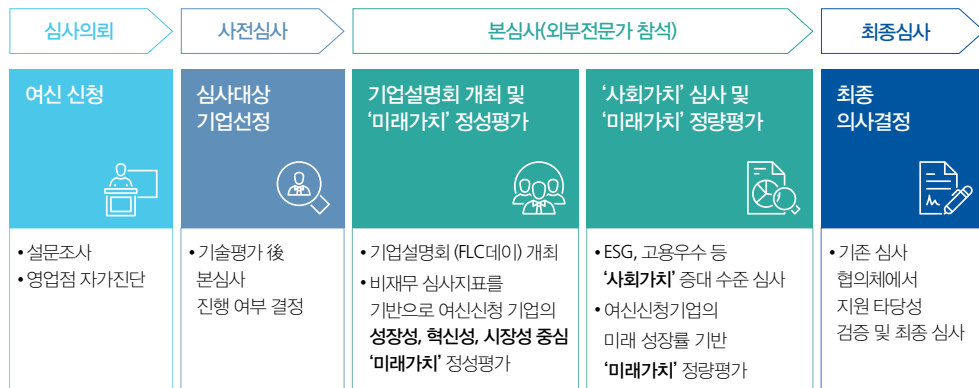 심사의뢰
사전심사
본심사(외부전문가 참석)
최종심사
여신 신청
심사대상
기업선정
기업설명회 개최 및
‘미래가치’ 정성평가
‘사회가치’ 심사 및
‘미래가치’ 정량평가
최종
의사결정
• 설문조사
• 영업점 자가진단
• 기술평가 後
본심사
진행 여부 결정
• 기업설명회 (FLC데이) 개최
• 비재무 심사지표를
기반으로 여신신청 기업의
성장성, 혁신성, 시장성 중심
‘미래가치’ 정성평가
• ESG, 고용우수 등
‘사회가치’ 증대 수준 심사
• 여신신청기업의
미래 성장률 기반
‘미래가치’ 정량평가
• 기존 심사
협의체에서
지원 타당성
검증 및 최종 심사